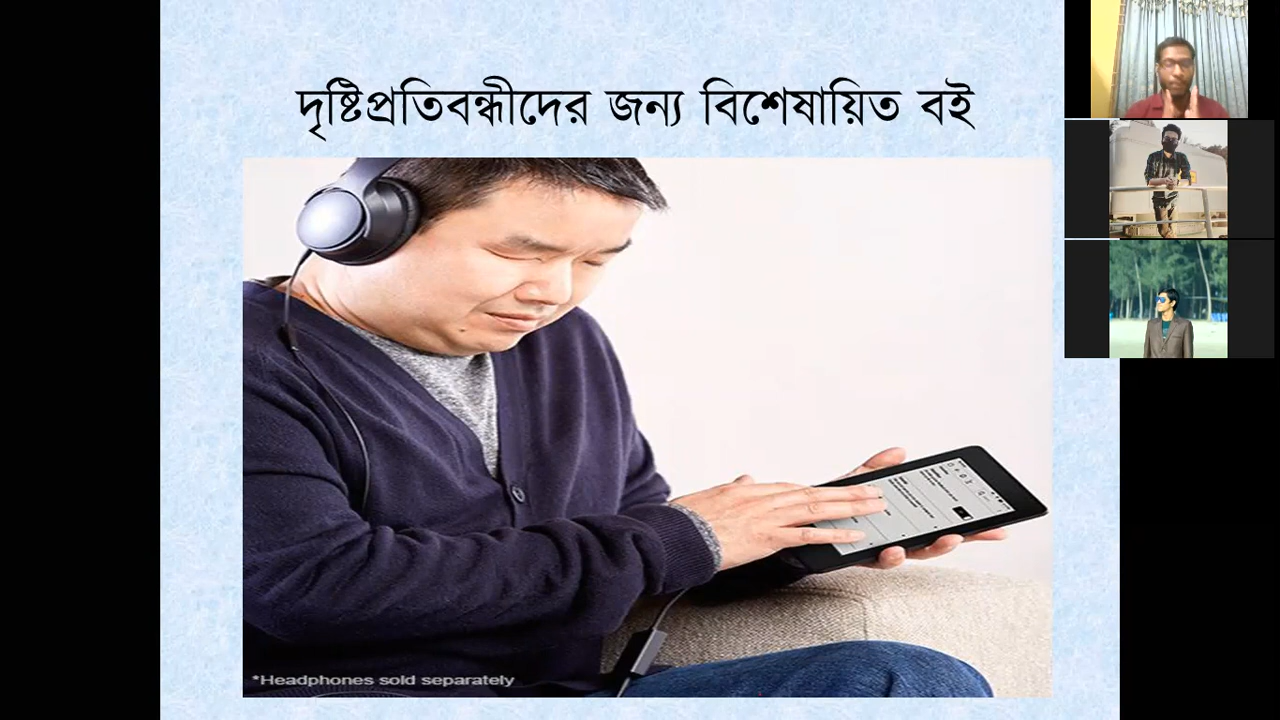 দৃষ্টিপ্রতিবন্ধীদের জন্য বিশেষায়িত বই
*Headphones sold separately